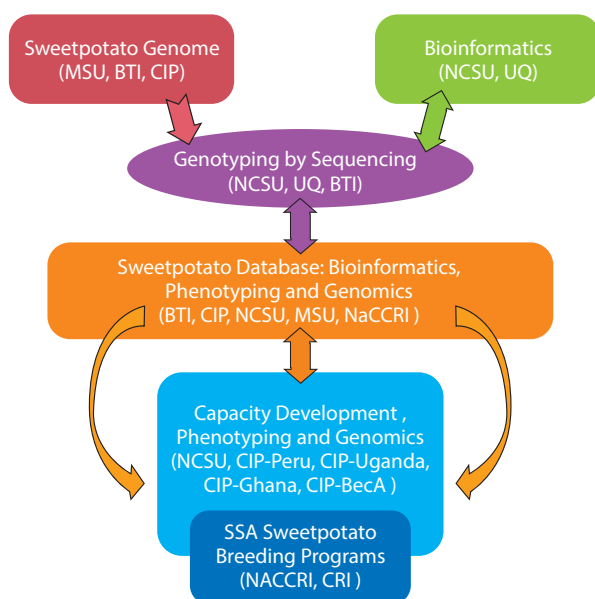 Sweetpotato Genome
(MSU, BTI, CIP)
Bioinformatics
(NCSU, UQ)
Genotyping by Sequencing
(NCSU, UQ, BTI)
Sweetpotato Database: Bioinformatics,
Phenotyping and Genomics
(BTI, CIP, NCSU, MSU, NaCCRI )
Capacity Development ,
Phenotyping and Genomics
(NCSU, CIP-Peru, CIP-Uganda,
CIP-Ghana, CIP-BecA )
SSA Sweetpotato
Breeding Programs
(NACCRI, CRI )